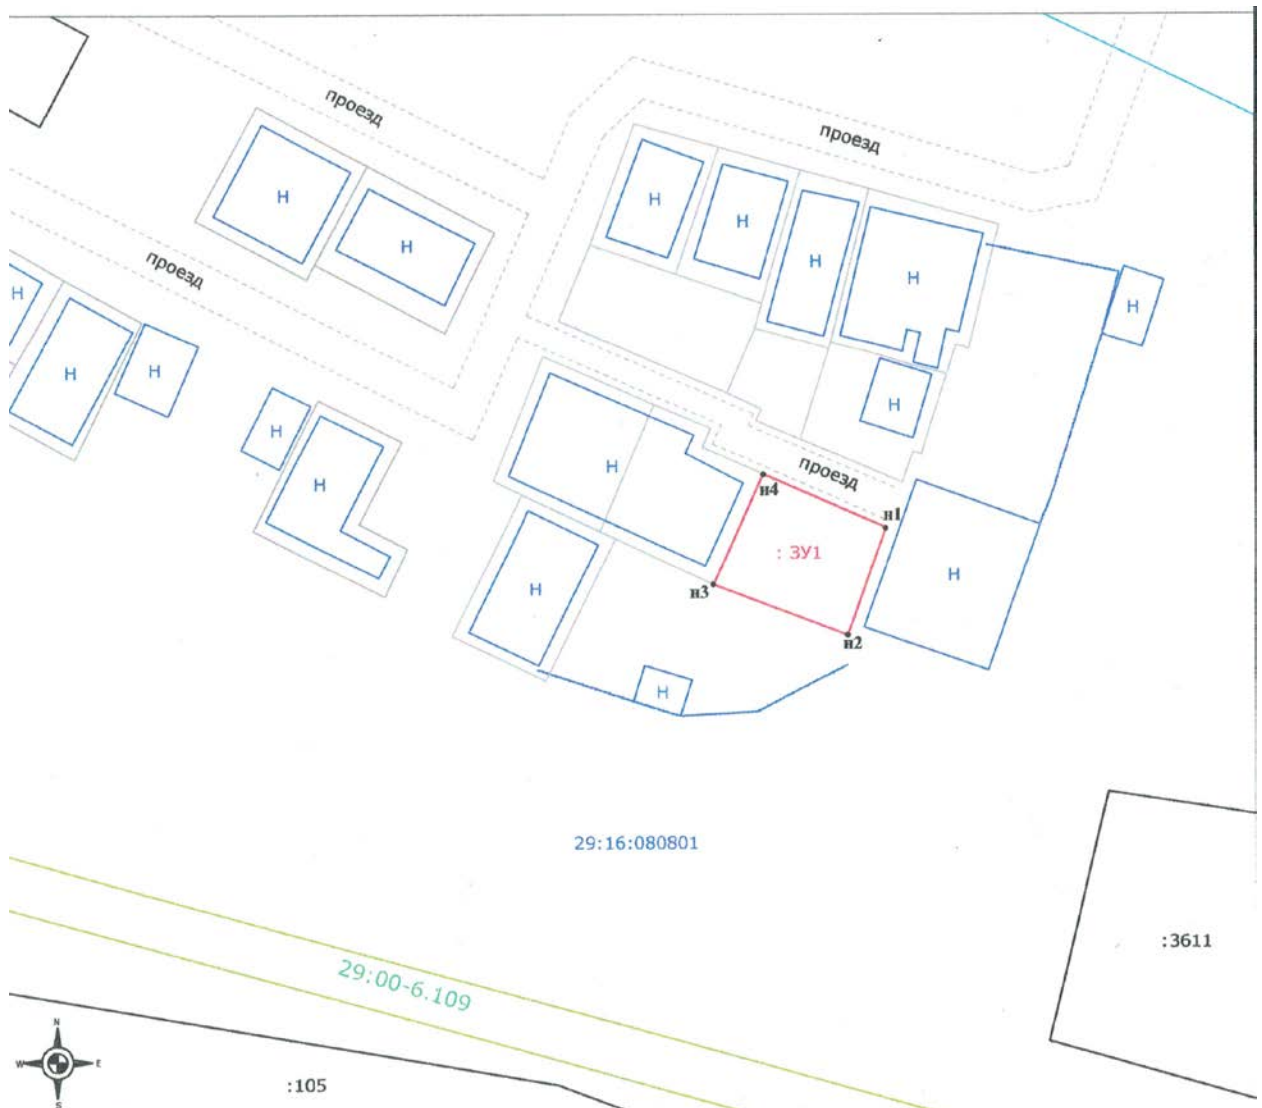 проезд
проезд
Н
Н
Н
Н
Н
Н
проезд
Н
Н
Н
Н
Н
Н
Н
Н
Н
проезд
н4
н1
: ЗУ1
Н
Н
н3
н2
Н
29:16:080801
:3611
29:00-6.109
N
W
E
S
:105